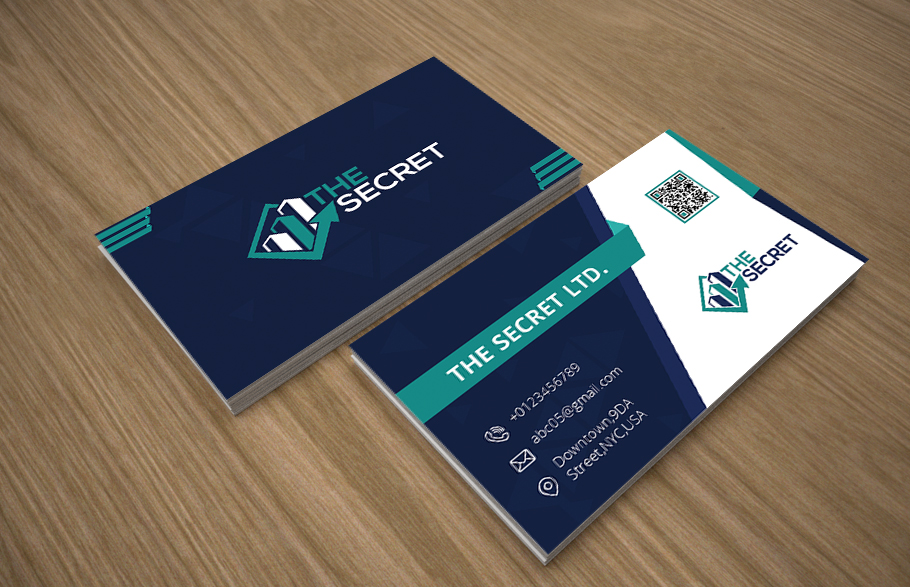 THE
SECRET
THE SECRET LTD.
+0123456789
abc05@gmail.com
Downtown,9DA
Street,NYC,USA
THE
SECRET